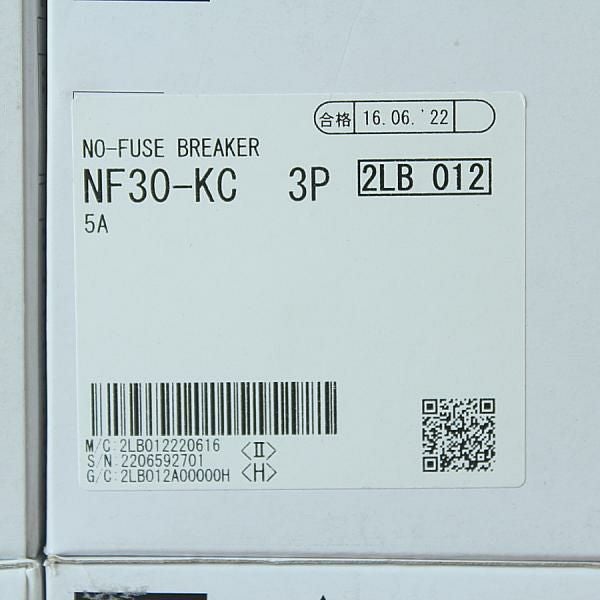 合格 16.06.'22
NO-FUSE BREAKER
NF30-KC 3P 2LB 012
5A
M/C:2LB012220616 <II>
S/N:2206592701
G/C:2LB012A00000H <H>